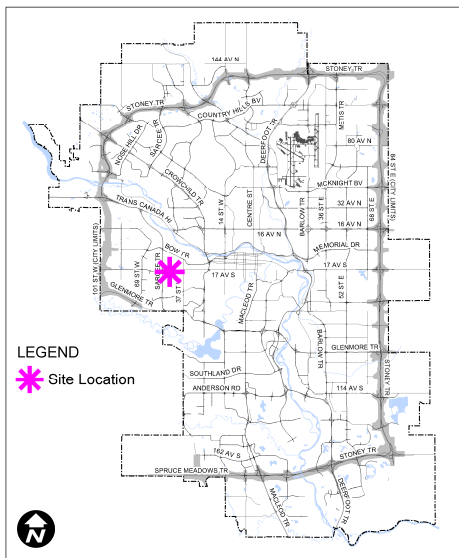 144 AV N
STONEY TR
STONEY TR
COUNTRY HILLS BV
METIS TR
NOSE HILL DR
SARCEE TR
DEERFOOT TR
80 AV N
CROWCHILD TR
MCKNIGHT BV
84 ST E (CITY LIMITS)
TRANS CANADA HI
14 ST W
CENTRE ST
BARLOW TR
36 ST E
32 AV N
68 ST E
16 AV N
16 AV N
101 ST W (CITY LIMITS)
BOW TR
MEMORIAL DR
69 ST W
SARCEE TR
37 ST
17 AV S
17 AV S
52 ST E
GLENMORE TR
MACLEOD TR
BARLOW TR
GLENMORE TR
LEGEND
Site Location
SOUTHLAND DR
ANDERSON RD
114 AV S
STONEY TR
162 AV S
STONEY TR
SPRUCE MEADOWS TR
MACLEOD TR
DEERFOOT TR
N